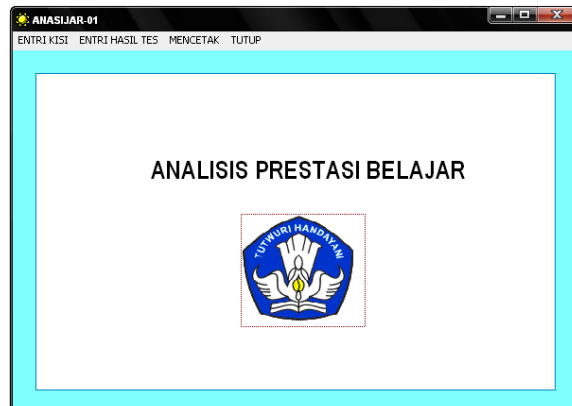 ANASIJAR-01
ENTRI KISI ENTRI HASIL TES MENCETAK TUTUP
ANALISIS PRESTASI BELAJAR
TUTWURI HANDAYANI